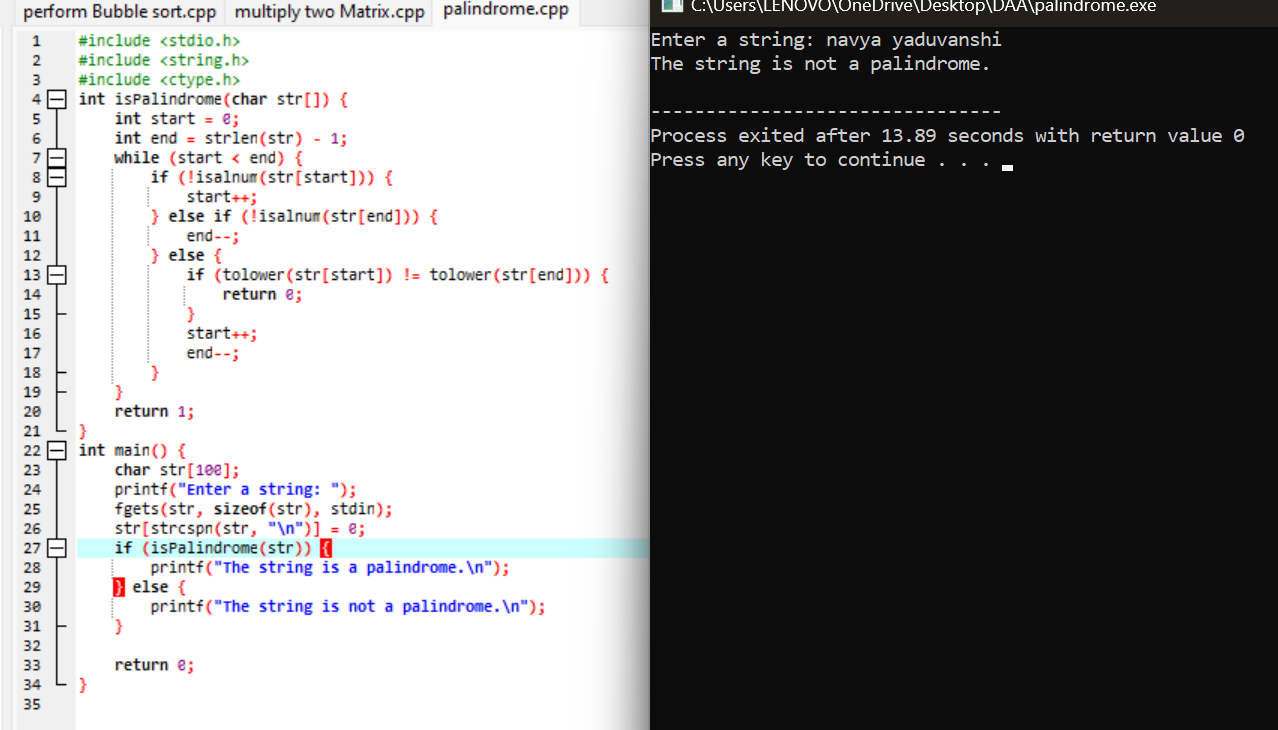 perform Bubble sort.cpp multiply two Matrix.cpp palindrome.cpp
1 #include <stdio.h>
2 #include <string.h>
3 #include <ctype.h>
4 int isPalindrome(char str[]) {
5 int start = 0;
6 int end = strlen(str) - 1;
7 while (start < end) {
8 if (!isalnum(str[start])) {
9 start++;
10 } else if (!isalnum(str[end])) {
11 end--;
12 } else {
13 if (tolower(str[start]) != tolower(str[end])) {
14 return 0;
15 }
16 start++;
17 end--;
18 }
19 }
20 return 1;
21 }
22 int main() {
23 char str[100];
24 printf("Enter a string: ");
25 fgets(str, sizeof(str), stdin);
26 str[strcspn(str, "\n")] = 0;
27 if (isPalindrome(str)) {
28 printf("The string is a palindrome.\n");
29 } else {
30 printf("The string is not a palindrome.\n");
31 }
32
33 return 0;
34 }
35
C:\Users\LENOVO\OneDrive\Desktop\DAA\palindrome.exe
Enter a string: navya yaduvanshi
The string is not a palindrome.
--------------------------------
Process exited after 13.89 seconds with return value 0
Press any key to continue . . .